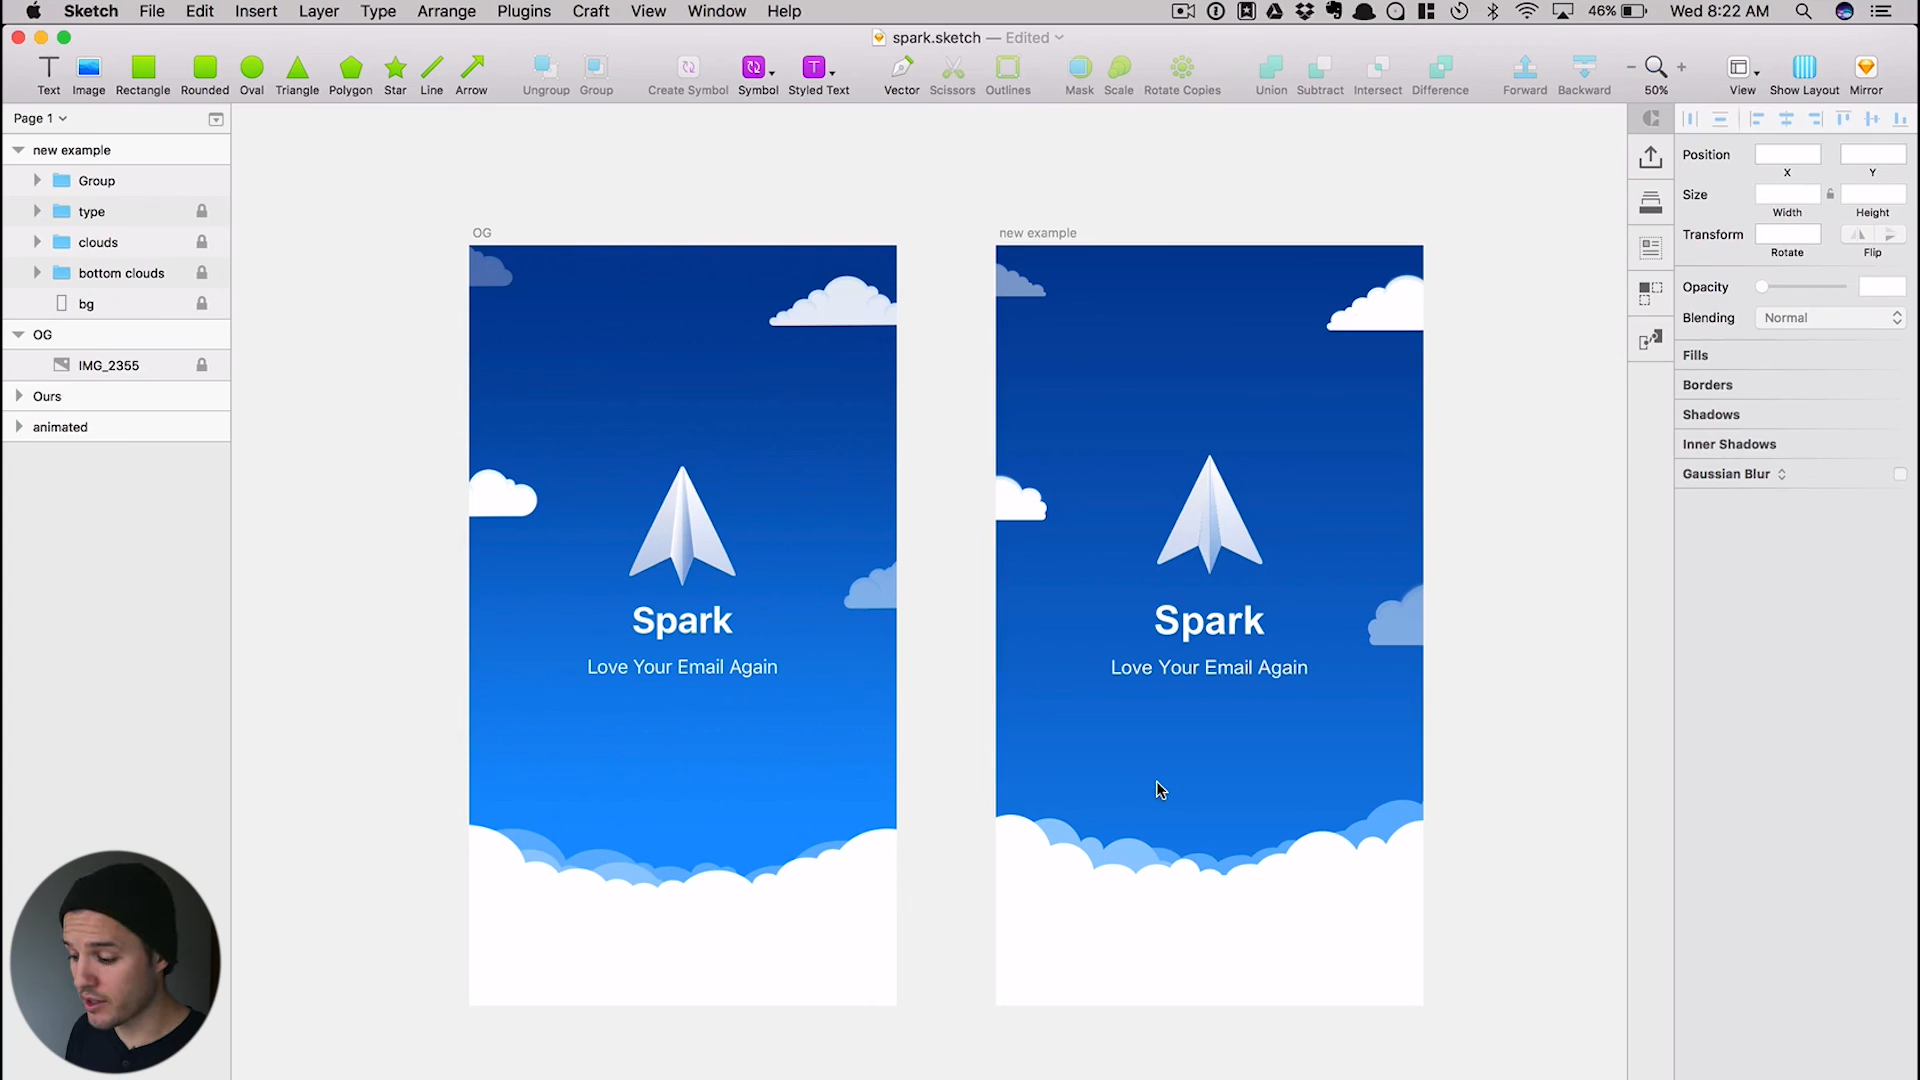 Sketch File Edit Insert Layer Type Arrange Plugins Craft View Window Help 46% Wed 8:22 AM
spark.sketch — Edited
Text Image Rectangle Rounded Oval Triangle Polygon Star Line Arrow Ungroup Group Create Symbol Symbol Styled Text Vector Scissors Outlines Mask Scale Rotate Copies Union Subtract Intersect Difference Forward Backward 50% View Show Layout Mirror
Page 1
new example
Group
type
clouds
bottom clouds
bg
OG
IMG_2355
Ours
animated
OG
Spark
Love Your Email Again
new example
Spark
Love Your Email Again
Position
X Y
Size
Width Height
Transform
Rotate Flip
Opacity
Blending Normal
Fills
Borders
Shadows
Inner Shadows
Gaussian Blur